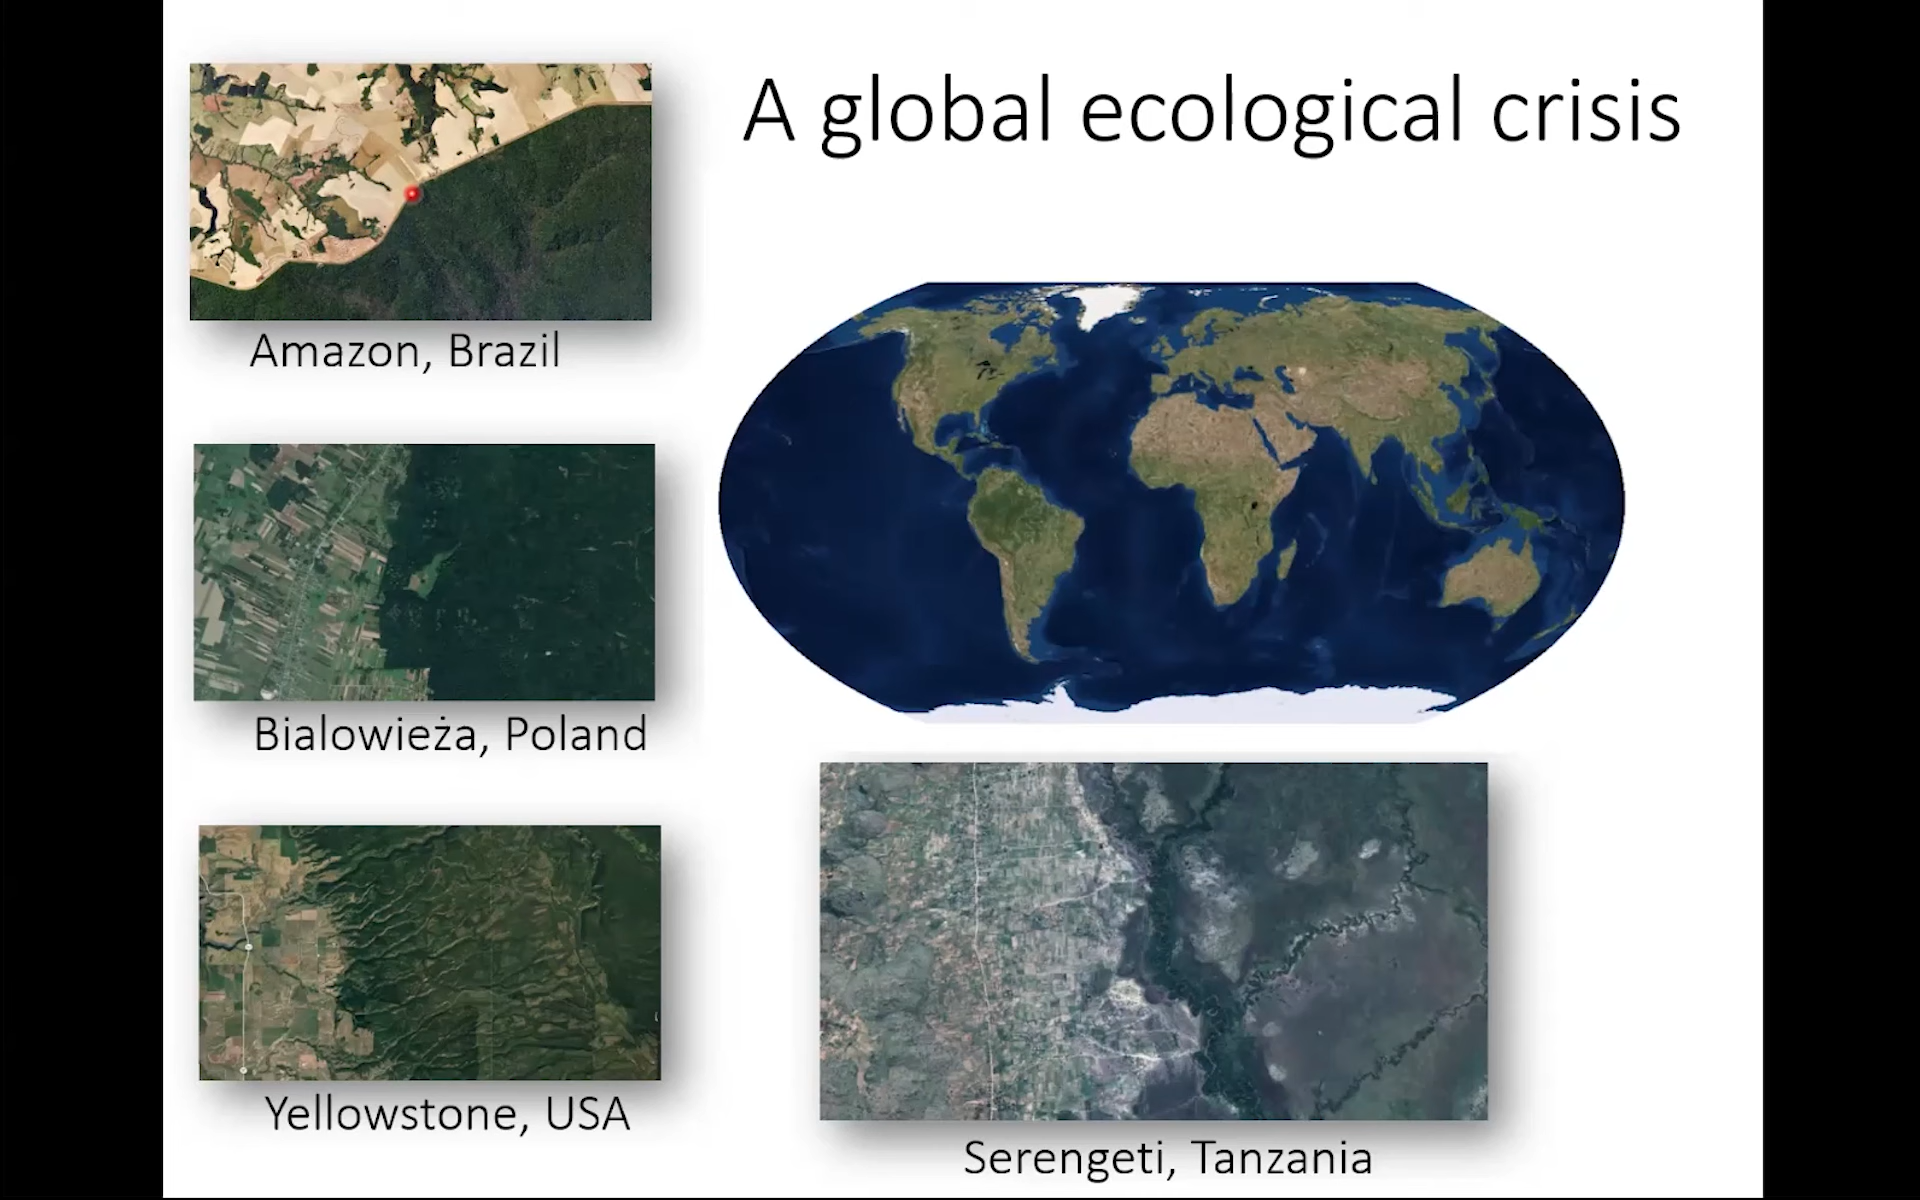 A global ecological crisis
Amazon, Brazil
Bialowieża, Poland
Yellowstone, USA
Serengeti, Tanzania